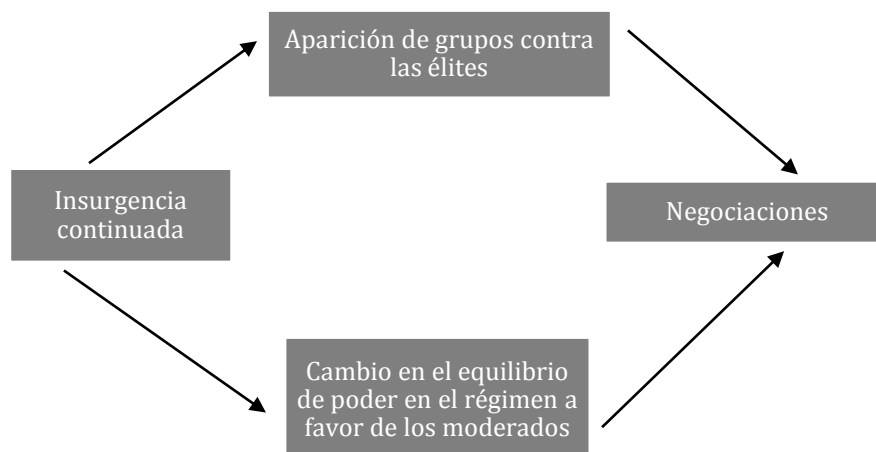 Aparición de grupos contra
las élites
Insurgencia
continuada
Negociaciones
Cambio en el equilibrio
de poder en el régimen a
favor de los moderados